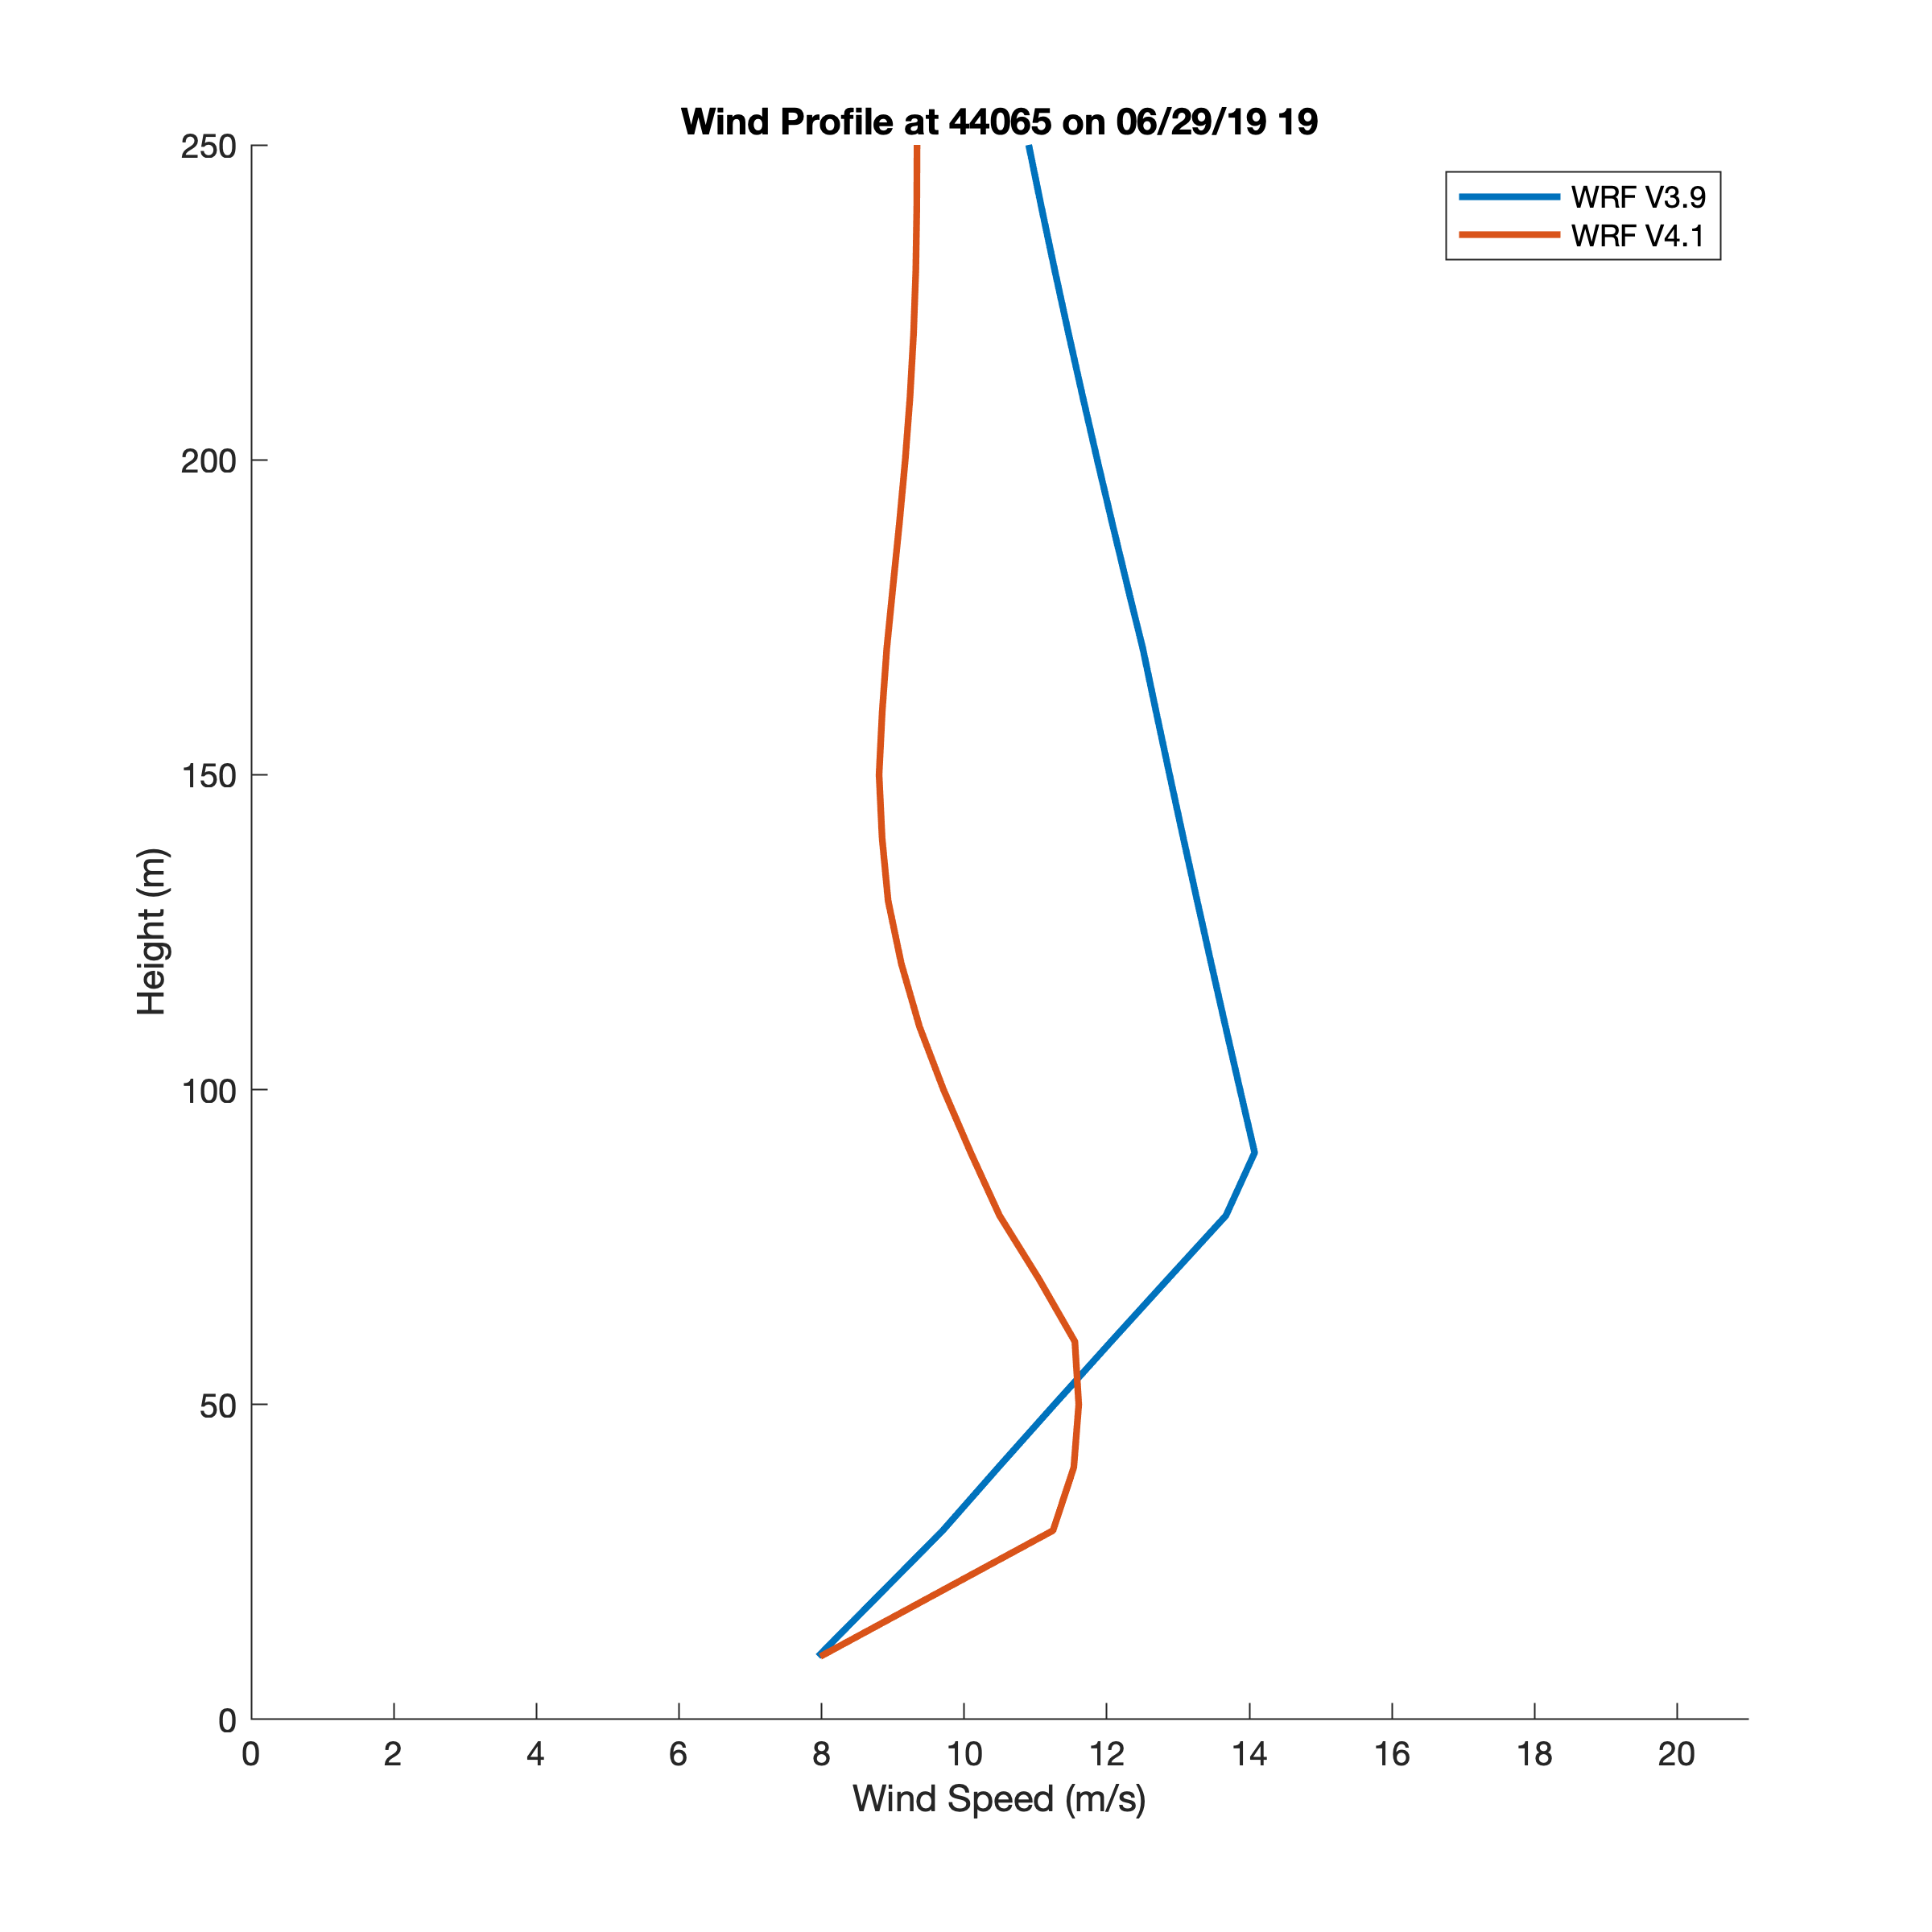 Wind Profile at 44065 on 06/29/19 19
WRF V3.9
WRF V4.1
250
200
150
100
50
0
Height (m)
0 2 4 6 8 10 12 14 16 18 20
Wind Speed (m/s)